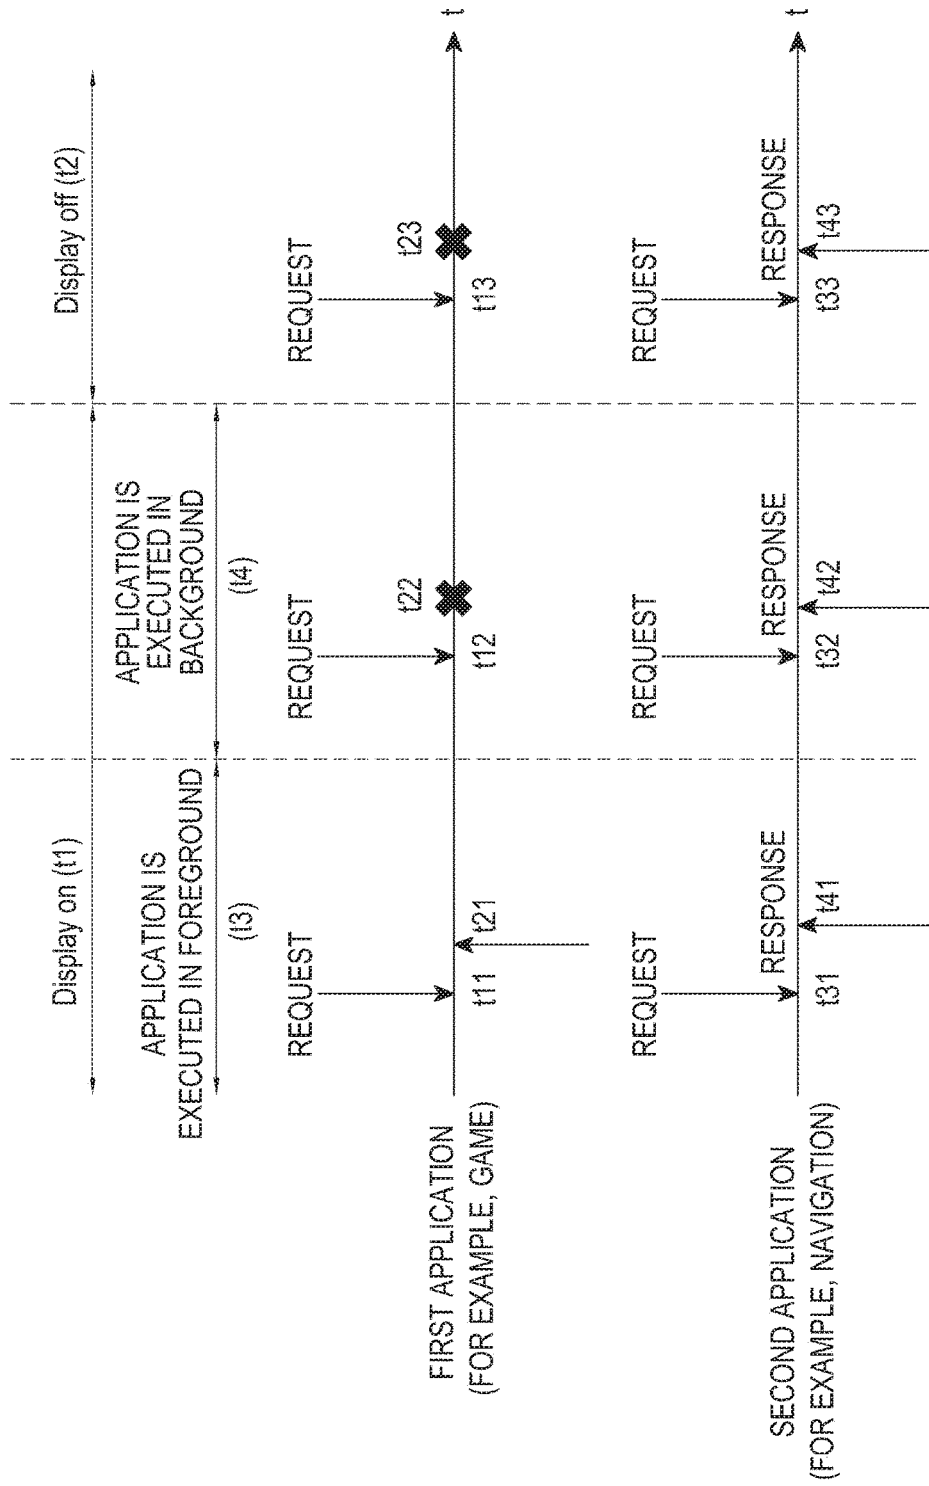 Display on (t1)
Display off (t2)
APPLICATION IS
EXECUTED IN FOREGROUND
(t3)
APPLICATION IS
EXECUTED IN
BACKGROUND
(t4)
REQUEST
REQUEST
REQUEST
t22
t23
FIRST APPLICATION
(FOR EXAMPLE, GAME)
t
t11
t21
t12
t13
REQUEST
REQUEST
REQUEST
RESPONSE
RESPONSE
RESPONSE
SECOND APPLICATION
(FOR EXAMPLE, NAVIGATION)
t
t31
t41
t32
t42
t33
t43